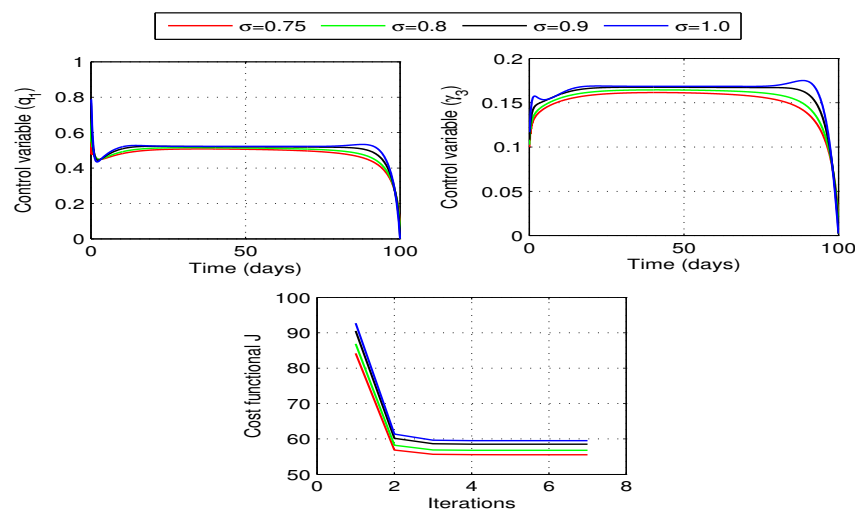 σ=0.75 σ=0.8 σ=0.9 σ=1.0
Control variable (q₁)
1
0.8
0.6
0.4
0.2
0
0 50 100
Time (days)
Control variable (γ₃)
0.2
0.15
0.1
0.05
0
0 50 100
Time (days)
Cost functional J
100
90
80
70
60
50
0 2 4 6 8
Iterations